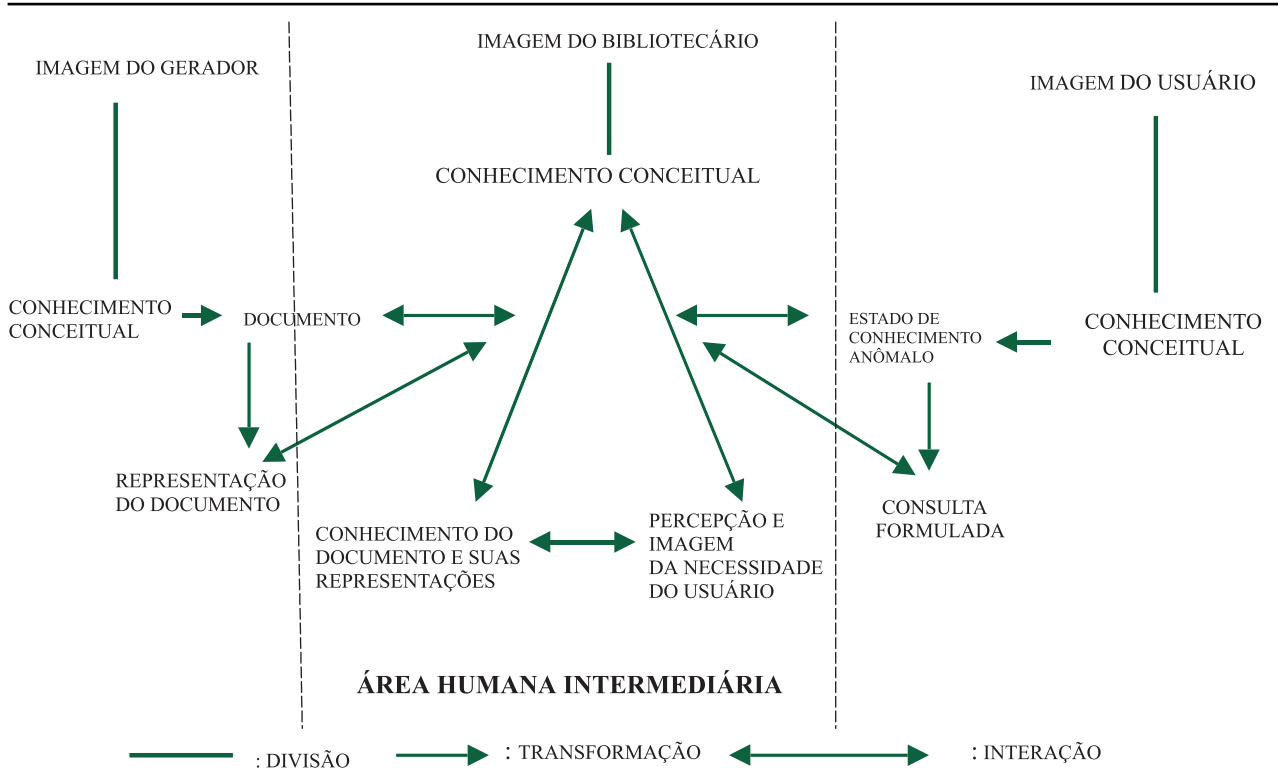 IMAGEM DO GERADOR
IMAGEM DO BIBLIOTECÁRIO
IMAGEM DO USUÁRIO
CONHECIMENTO CONCEITUAL
CONHECIMENTO
CONCEITUAL
DOCUMENTO
ESTADO DE
CONHECIMENTO
ANÔMALO
CONHECIMENTO
CONCEITUAL
REPRESENTAÇÃO
DO DOCUMENTO
CONHECIMENTO DO
DOCUMENTO E SUAS
REPRESENTAÇÕES
PERCEPÇÃO E
IMAGEM
DA NECESSIDADE
DO USUÁRIO
CONSULTA
FORMULADA
ÁREA HUMANA INTERMEDIÁRIA
: DIVISÃO
: TRANSFORMAÇÃO
: INTERAÇÃO